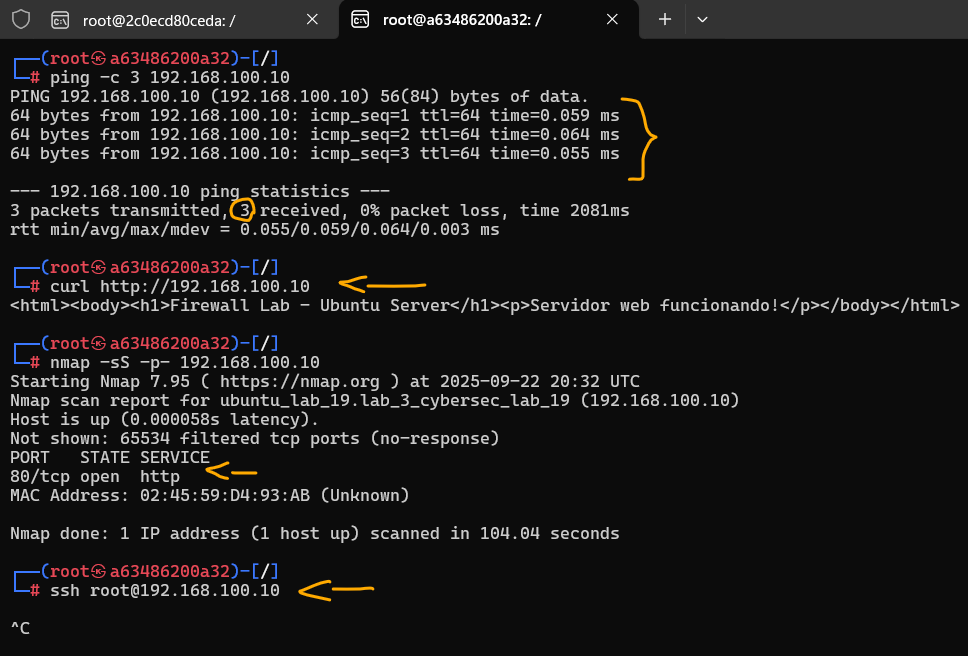 root@2c0ecd80ceda: /
root@a63486200a32: /
┌──(root㉿a63486200a32)-[/]
└─# ping -c 3 192.168.100.10
PING 192.168.100.10 (192.168.100.10) 56(84) bytes of data.
64 bytes from 192.168.100.10: icmp_seq=1 ttl=64 time=0.059 ms
64 bytes from 192.168.100.10: icmp_seq=2 ttl=64 time=0.064 ms
64 bytes from 192.168.100.10: icmp_seq=3 ttl=64 time=0.055 ms
--- 192.168.100.10 ping statistics ---
3 packets transmitted, 3 received, 0% packet loss, time 2081ms
rtt min/avg/max/mdev = 0.055/0.059/0.064/0.003 ms
┌──(root㉿a63486200a32)-[/]
└─# curl http://192.168.100.10
<html><body><h1>Firewall Lab - Ubuntu Server</h1><p>Servidor web funcionando!</p></body></html>
┌──(root㉿a63486200a32)-[/]
└─# nmap -sS -p- 192.168.100.10
Starting Nmap 7.95 ( https://nmap.org ) at 2025-09-22 20:32 UTC
Nmap scan report for ubuntu_lab_19.lab_3_cybersec_lab_19 (192.168.100.10)
Host is up (0.000058s latency).
Not shown: 65534 filtered tcp ports (no-response)
PORT   STATE SERVICE
80/tcp open  http
MAC Address: 02:45:59:D4:93:AB (Unknown)
Nmap done: 1 IP address (1 host up) scanned in 104.04 seconds
┌──(root㉿a63486200a32)-[/]
└─# ssh root@192.168.100.10
^C